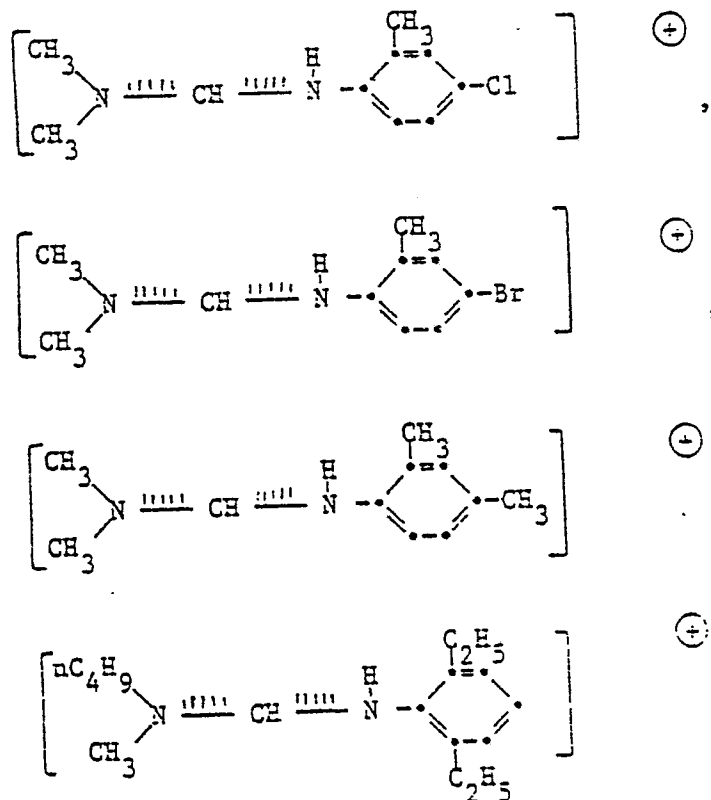 CH3 CH3 +
H
N CH N Cl
CH3 ,
CH3 CH3 +
H
N CH N Br
CH3 ,
CH3 CH3 +
H
N CH N CH3
CH3
nC4H9 C2H5 +
H
N CH N
CH3
C2H5